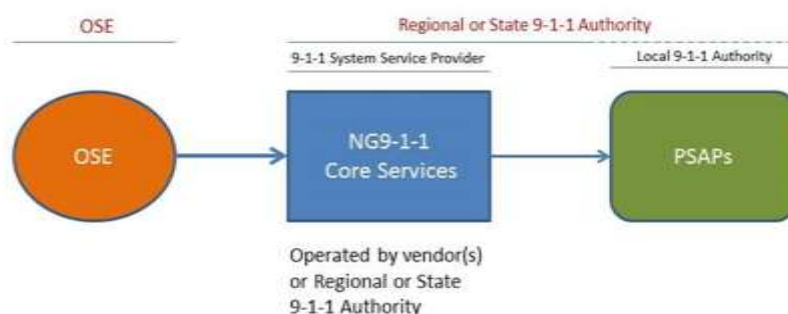 OSE
Regional or State 9-1-1 Authority
9-1-1 System Service Provider
Local 9-1-1 Authority
OSE
NG9-1-1
Core Services
PSAPs
Operated by vendor(s)
or Regional or State
9-1-1 Authority